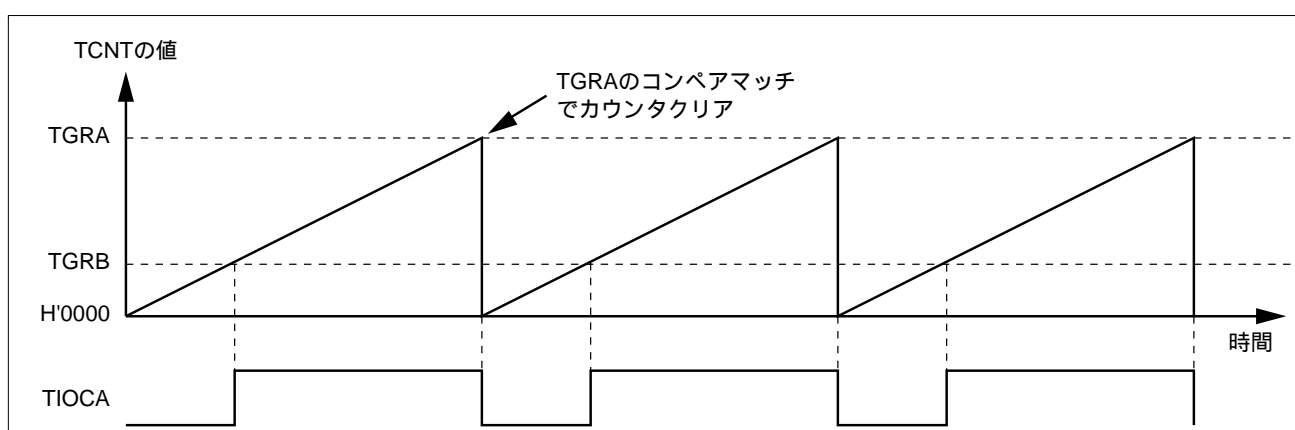 TCNTの値
TGRAのコンペアマッチ
でカウンタクリア
TGRA
TGRB
H'0000
時間
TIOCA